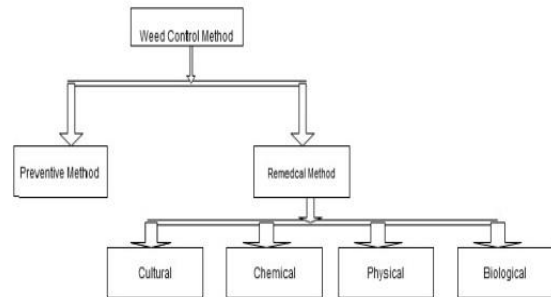 Weed Control Method
Preventive Method
Remedcal Method
Cultural
Chemical
Physical
Biological